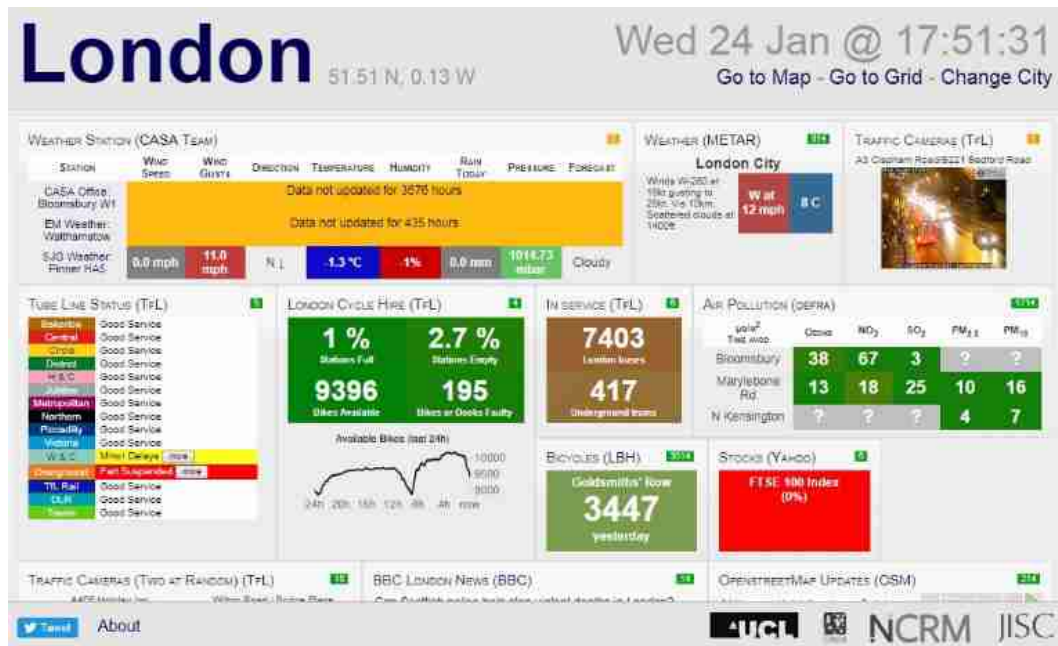 London 51.51 N, 0.13 W
Wed 24 Jan @ 17:51:31
Go to Map - Go to Grid - Change City
WEATHER STATION (CASA TEAM)
STATION WIND SPEED WIND GUSTS DIRECTION TEMPERATURE HUMIDITY RAIN TODAY PRESSURE FORECAST
CASA Office: Bloomsbury W1
Data not updated for 3676 hours
EM Weather: Walthamstow
Data not updated for 435 hours
SJG Weather: Pinner HA5 0.0 mph 11.0 mph N ↓ -1.3 °C -1% 0.0 mm 1014.73 mbar Cloudy
WEATHER (METAR)
London City
W at 12 mph
8 C
TRAFFIC CAMERAS (TFL)
TUBE LINE STATUS (TFL)
Bakerloo Good Service
Central Good Service
Circle Good Service
District Good Service
H & C Good Service
Jubilee Good Service
Metropolitan Good Service
Northern Good Service
Piccadilly Good Service
Victoria Good Service
W & C Minor Delays more
Overground Part Suspended more
TfL Rail Good Service
DLR Good Service
Trams Good Service
LONDON CYCLE HIRE (TFL)
1 % 2.7 %
Stations Full Stations Empty
9396 195
Bikes Available Bikes or Docks Faulty
Available Bikes (last 24h)
10000
9500
9000
24h 20h 16h 12h 8h 4h now
IN SERVICE (TFL)
7403
London buses
417
Underground trains
AIR POLLUTION (DEFRA)
OZONE NO2 SO2 PM2.5 PM10
Bloomsbury 38 67 3 ? ?
Marylebone Rd 13 18 25 10 16
N Kensington ? ? ? 4 7
BICYCLES (LBH)
Goldsmiths' Row
3447
yesterday
STOCKS (YAHOO)
FTSE 100 Index
(0%)
TRAFFIC CAMERAS (TWO AT RANDOM) (TFL)
BBC LONDON NEWS (BBC)
OPENSTREETMAP UPDATES (OSM)
Tweet About
UCL NCRM JISC